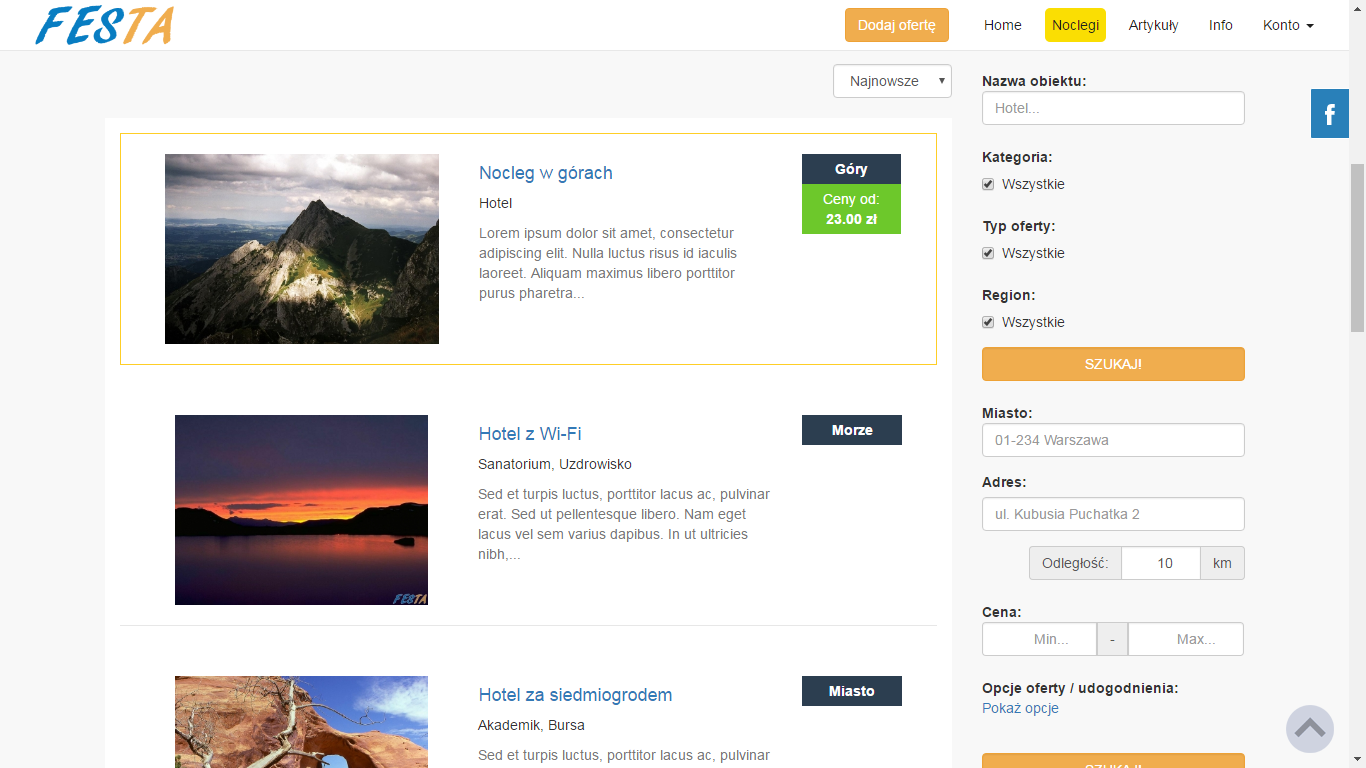 FESTA
Dodaj ofertę
Home
Noclegi
Artykuły
Info
Konto
Najnowsze
Nocleg w górach
Hotel
Lorem ipsum dolor sit amet, consectetur
adipiscing elit. Nulla luctus risus id iaculis
laoreet. Aliquam maximus libero porttitor
purus pharetra...
Góry
Ceny od:
23.00 zł
Hotel z Wi-Fi
Sanatorium, Uzdrowisko
Sed et turpis luctus, porttitor lacus ac, pulvinar
erat. Sed ut pellentesque libero. Nam eget
lacus vel sem varius dapibus. In ut ultricies
nibh,...
Morze
FESTA
Hotel za siedmiogrodem
Akademik, Bursa
Sed et turpis luctus, porttitor lacus ac, pulvinar
Miasto
Nazwa obiektu:
Hotel...
Kategoria:
Wszystkie
Typ oferty:
Wszystkie
Region:
Wszystkie
SZUKAJ!
Miasto:
01-234 Warszawa
Adres:
ul. Kubusia Puchatka 2
Odległość: 10 km
Cena:
Min... - Max...
Opcje oferty / udogodnienia:
Pokaż opcje
SZUKAJ!
f